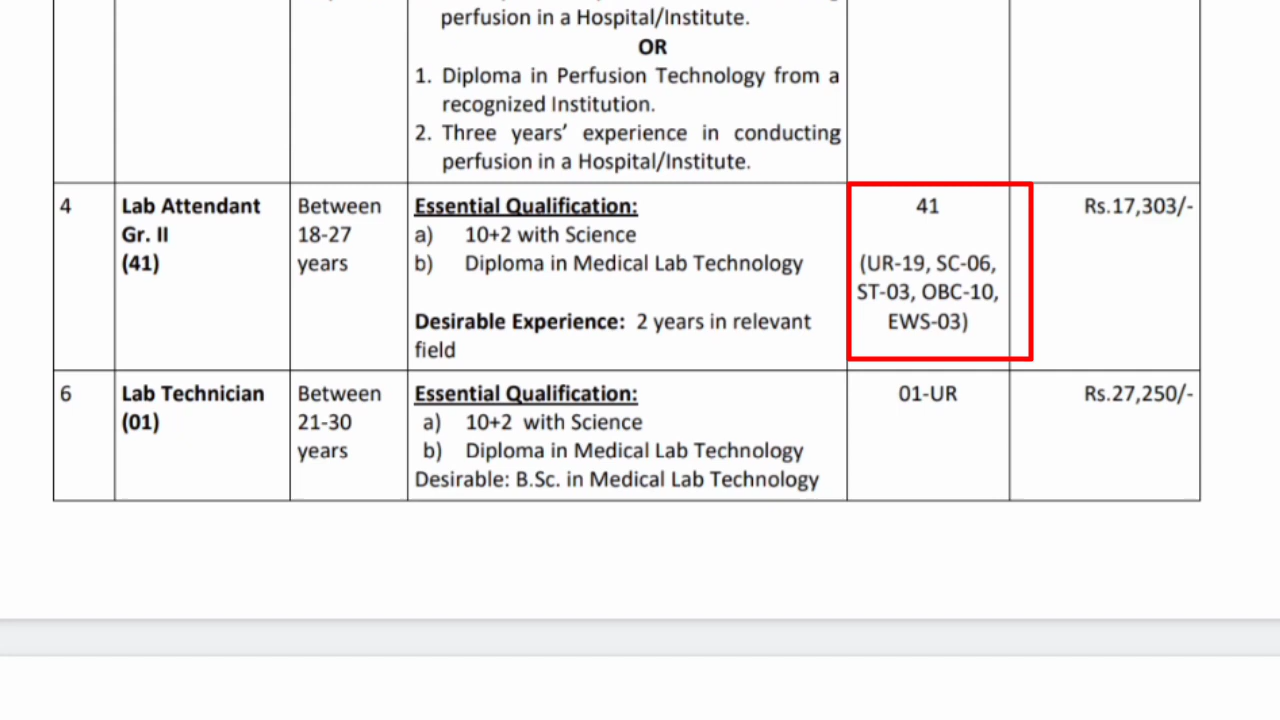 perfusion in a Hospital/Institute.
OR
1. Diploma in Perfusion Technology from a
recognized Institution.
2. Three years’ experience in conducting
perfusion in a Hospital/Institute.
4
Lab Attendant
Gr. II
(41)
Between
18-27
years
Essential Qualification:
a) 10+2 with Science
b) Diploma in Medical Lab Technology
Desirable Experience: 2 years in relevant
field
41
(UR-19, SC-06,
ST-03, OBC-10,
EWS-03)
Rs.17,303/-
6
Lab Technician
(01)
Between
21-30
years
Essential Qualification:
a) 10+2 with Science
b) Diploma in Medical Lab Technology
Desirable: B.Sc. in Medical Lab Technology
01-UR
Rs.27,250/-